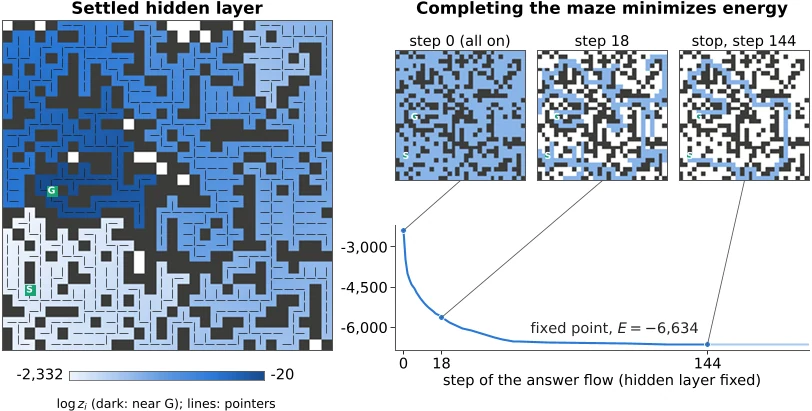 Settled hidden layer
G
S
-2,332
-20
log z_i (dark: near G); lines: pointers
Completing the maze minimizes energy
step 0 (all on)
step 18
stop, step 144
G
S
G
S
S
-3,000
-4,500
-6,000
fixed point, E = −6,634
0
18
144
step of the answer flow (hidden layer fixed)